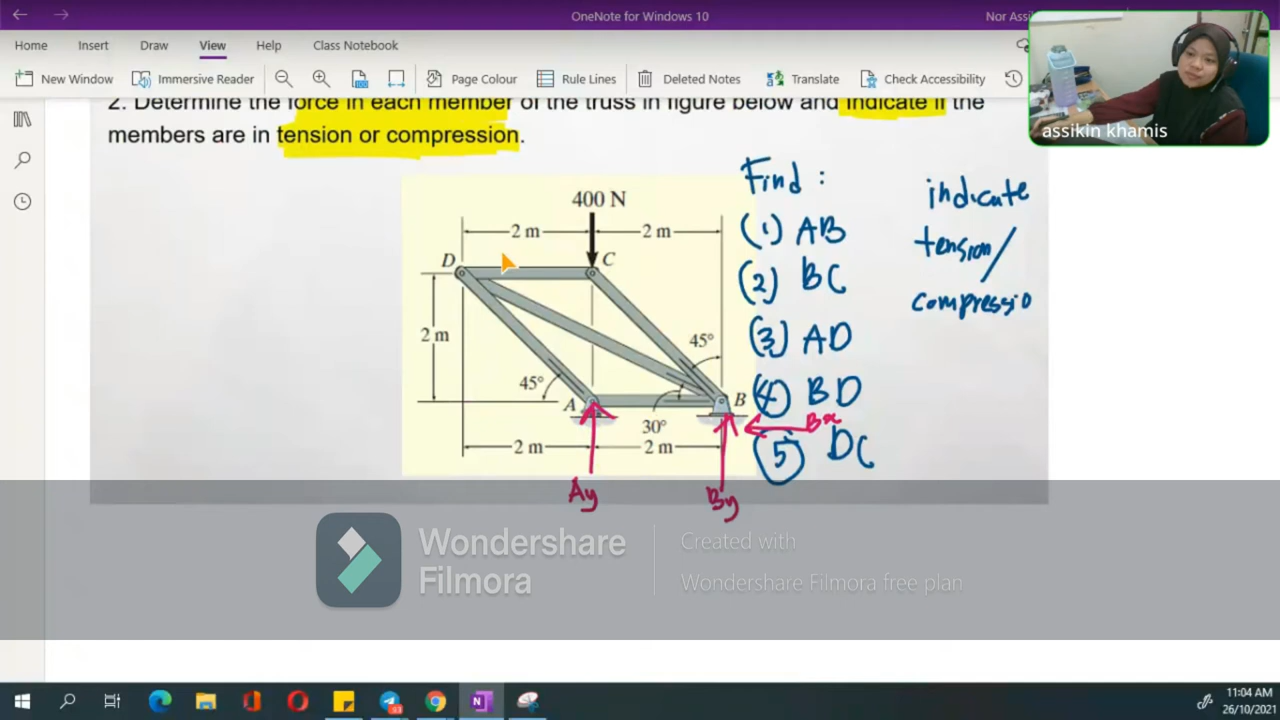 OneNote for Windows 10
Nor Assi
Home Insert Draw View Help Class Notebook
New Window Immersive Reader Page Colour Rule Lines Deleted Notes Translate Check Accessibility
2. Determine the force in each member of the truss in figure below and indicate if the
members are in tension or compression.
assikin khamis
400 N
2 m 2 m
D C
2 m
45°
45°
A B
30°
2 m 2 m
Ay
By
Bx
Find :
(1) AB
(2) BC
(3) AD
(4) BD
(5) DC
indicate
tension/
compressio
Wondershare
Filmora
Created with
Wondershare Filmora free plan
11:04 AM
26/10/2021